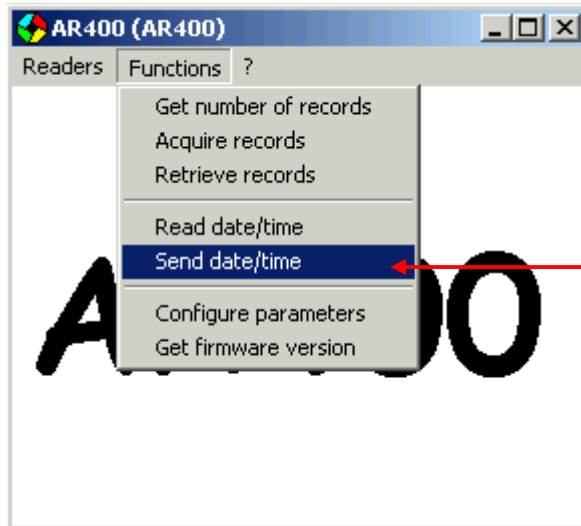 AR400 (AR400)
Readers Functions ?
Get number of records
Acquire records
Retrieve records
Read date/time
Send date/time
Configure parameters
Get firmware version